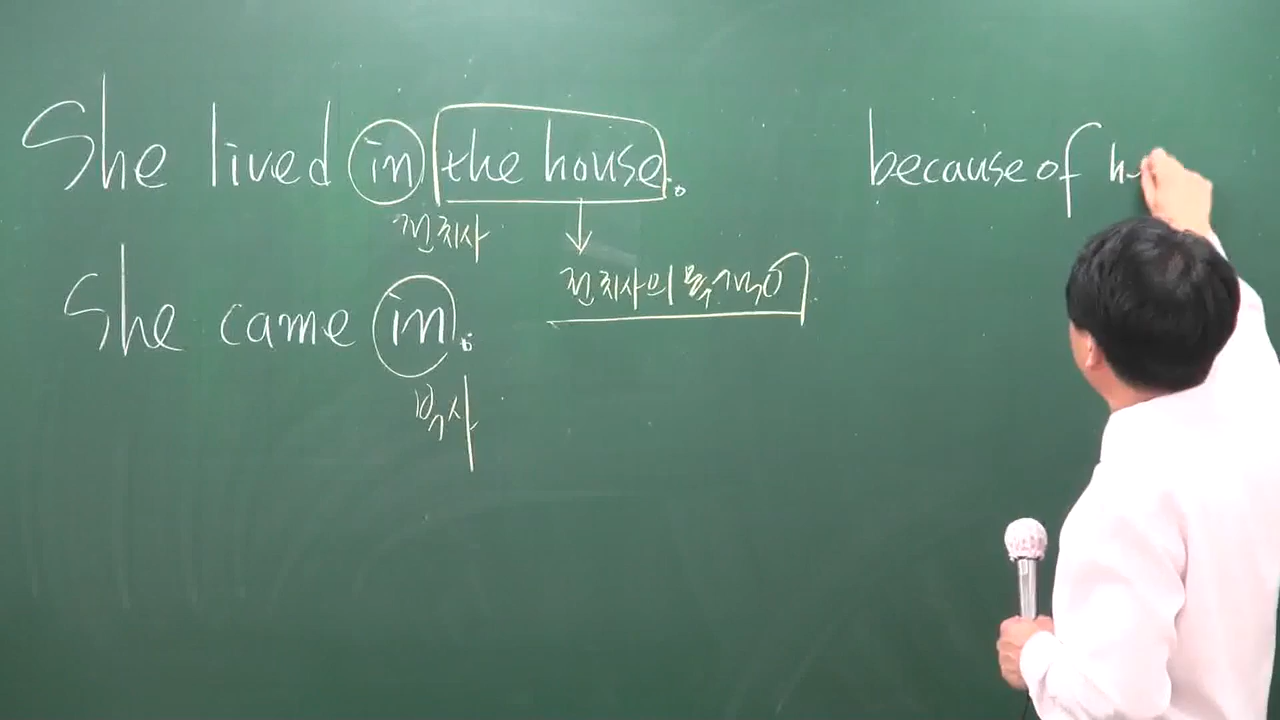 She lived in the house.
전치사
전치사의 목적어
She came in.
부사
because of